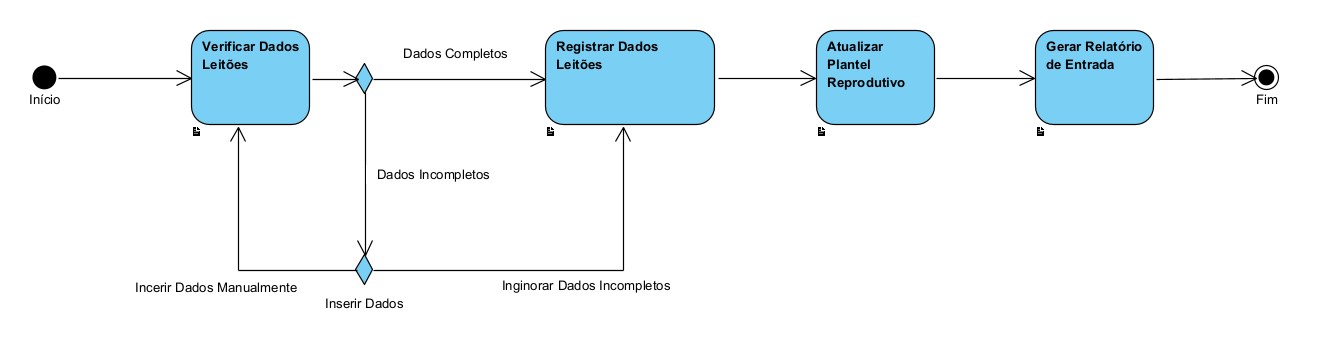 Verificar Dados
Leitões
Dados Completos
Registrar Dados
Leitões
Atualizar
Plantel
Reprodutivo
Gerar Relatório
de Entrada
Início
Fim
Dados Incompletos
Incerir Dados Manualmente
Inserir Dados
Inginorar Dados Incompletos